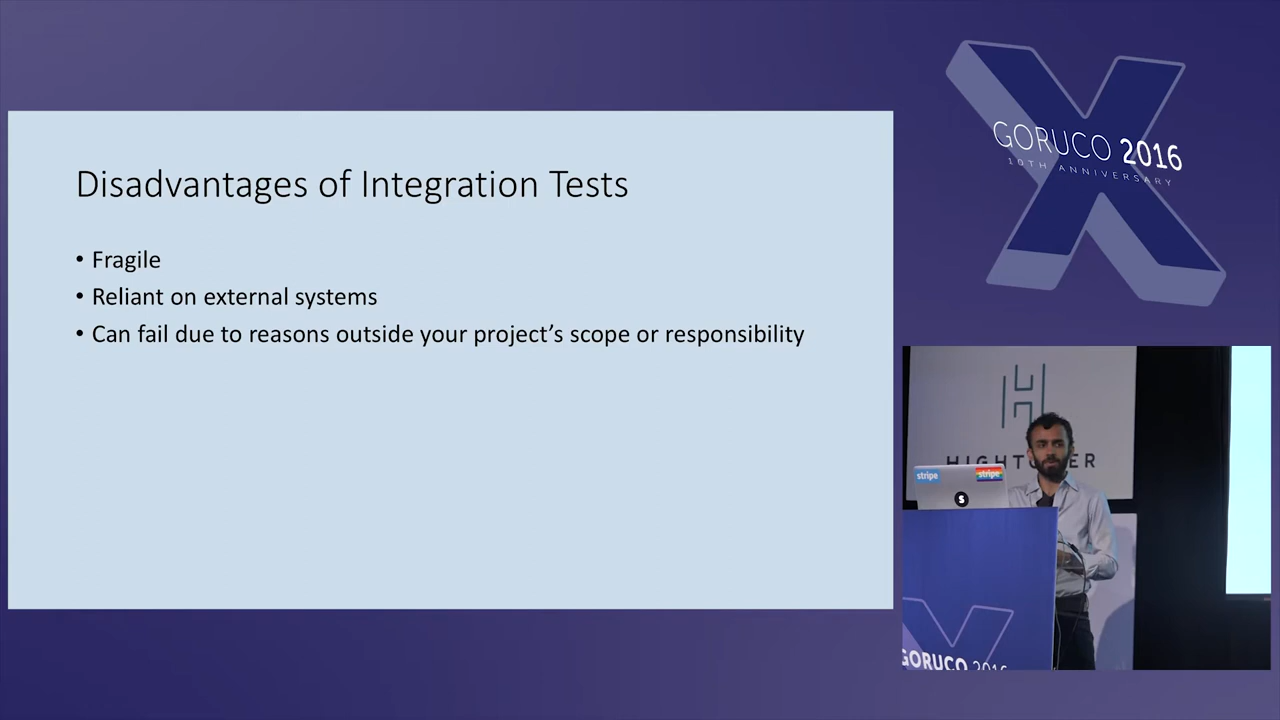 Disadvantages of Integration Tests
• Fragile
• Reliant on external systems
• Can fail due to reasons outside your project’s scope or responsibility
GORUCO 2016
10TH ANNIVERSARY
HIGHTOWER
stripe
stripe
S
GORUCO 2016